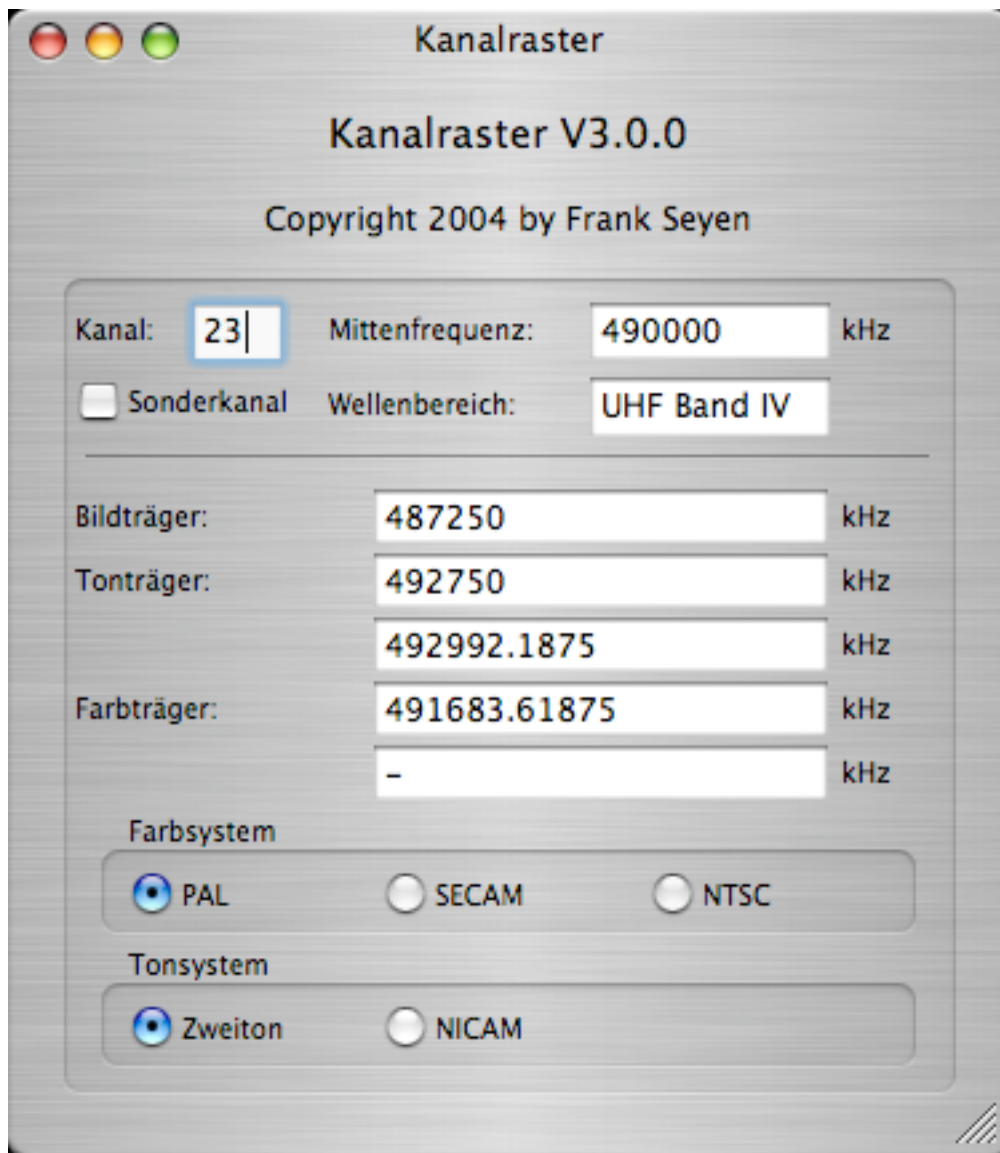 Kanalraster
Kanalraster V3.0.0
Copyright 2004 by Frank Seyen
Kanal: 23 Mittenfrequenz: 490000 kHz
Sonderkanal Wellenbereich: UHF Band IV
Bildträger: 487250 kHz
Tonträger: 492750 kHz
492992.1875 kHz
Farbträger: 491683.61875 kHz
– kHz
Farbsystem
PAL SECAM NTSC
Tonsystem
Zweiton NICAM